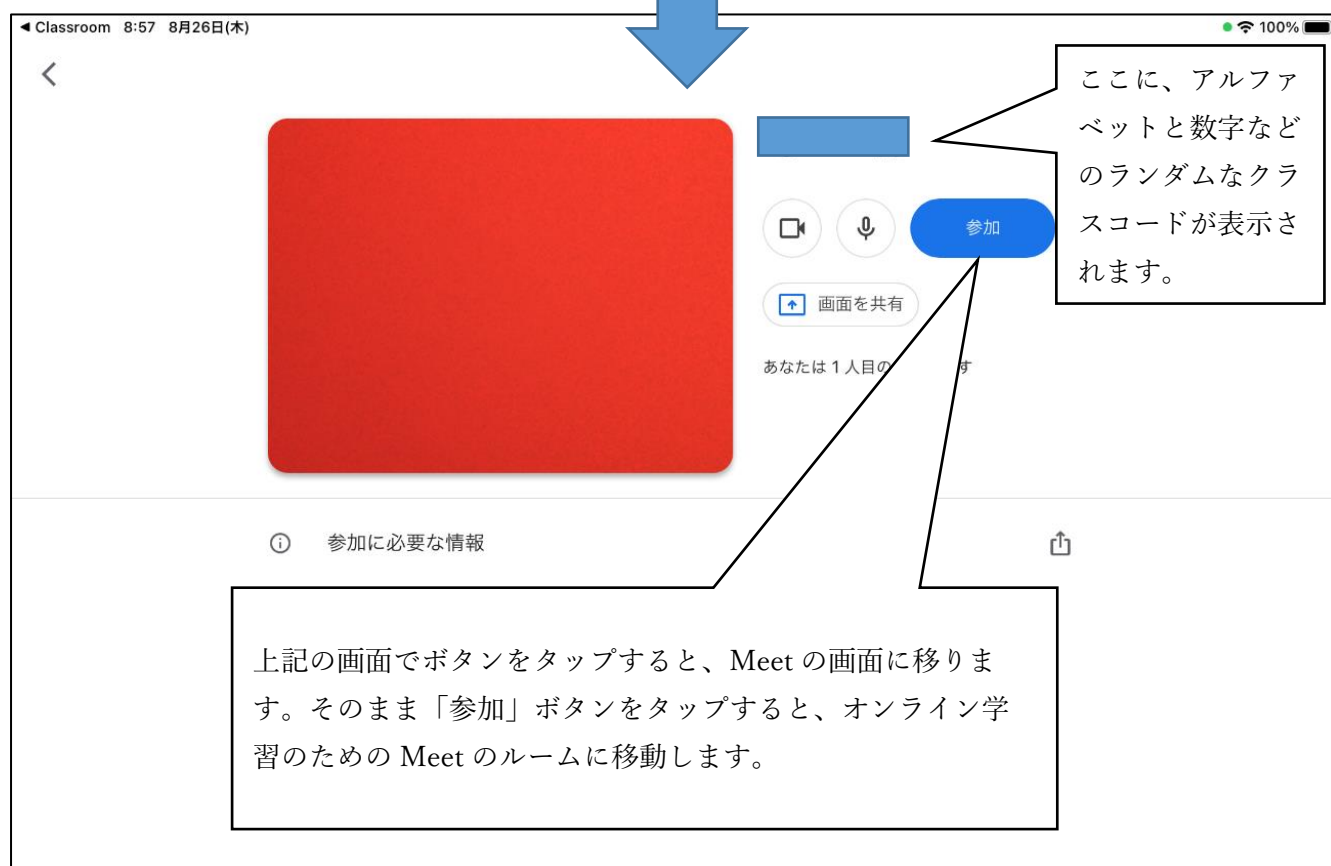 Classroom 8:57 8月26日(木)
100%
ここに、アルファ
ベットと数字など
のランダムなクラ
スコードが表示さ
れます。
参加
画面を共有
あなたは1人目の
す
参加に必要な情報
上記の画面でボタンをタップすると、Meet の画面に移りま
す。そのまま「参加」ボタンをタップすると、オンライン学
習のための Meet のルームに移動します。